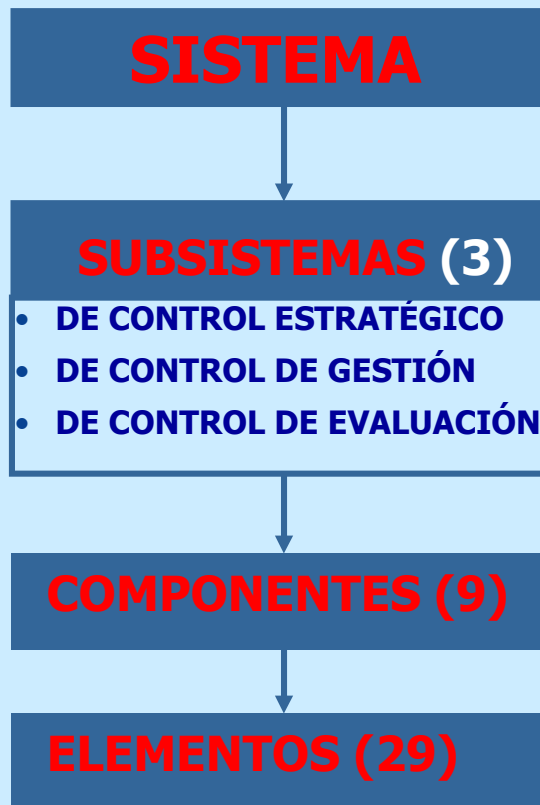 SISTEMA
SUBSISTEMAS (3)
• DE CONTROL ESTRATÉGICO
• DE CONTROL DE GESTIÓN
• DE CONTROL DE EVALUACIÓN
COMPONENTES (9)
ELEMENTOS (29)